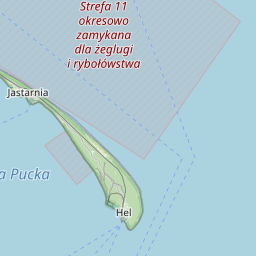 Strefa 11
okresowo
zamykana
dla żeglugi
i rybołówstwa
Jastarnia
a Pucka
Hel